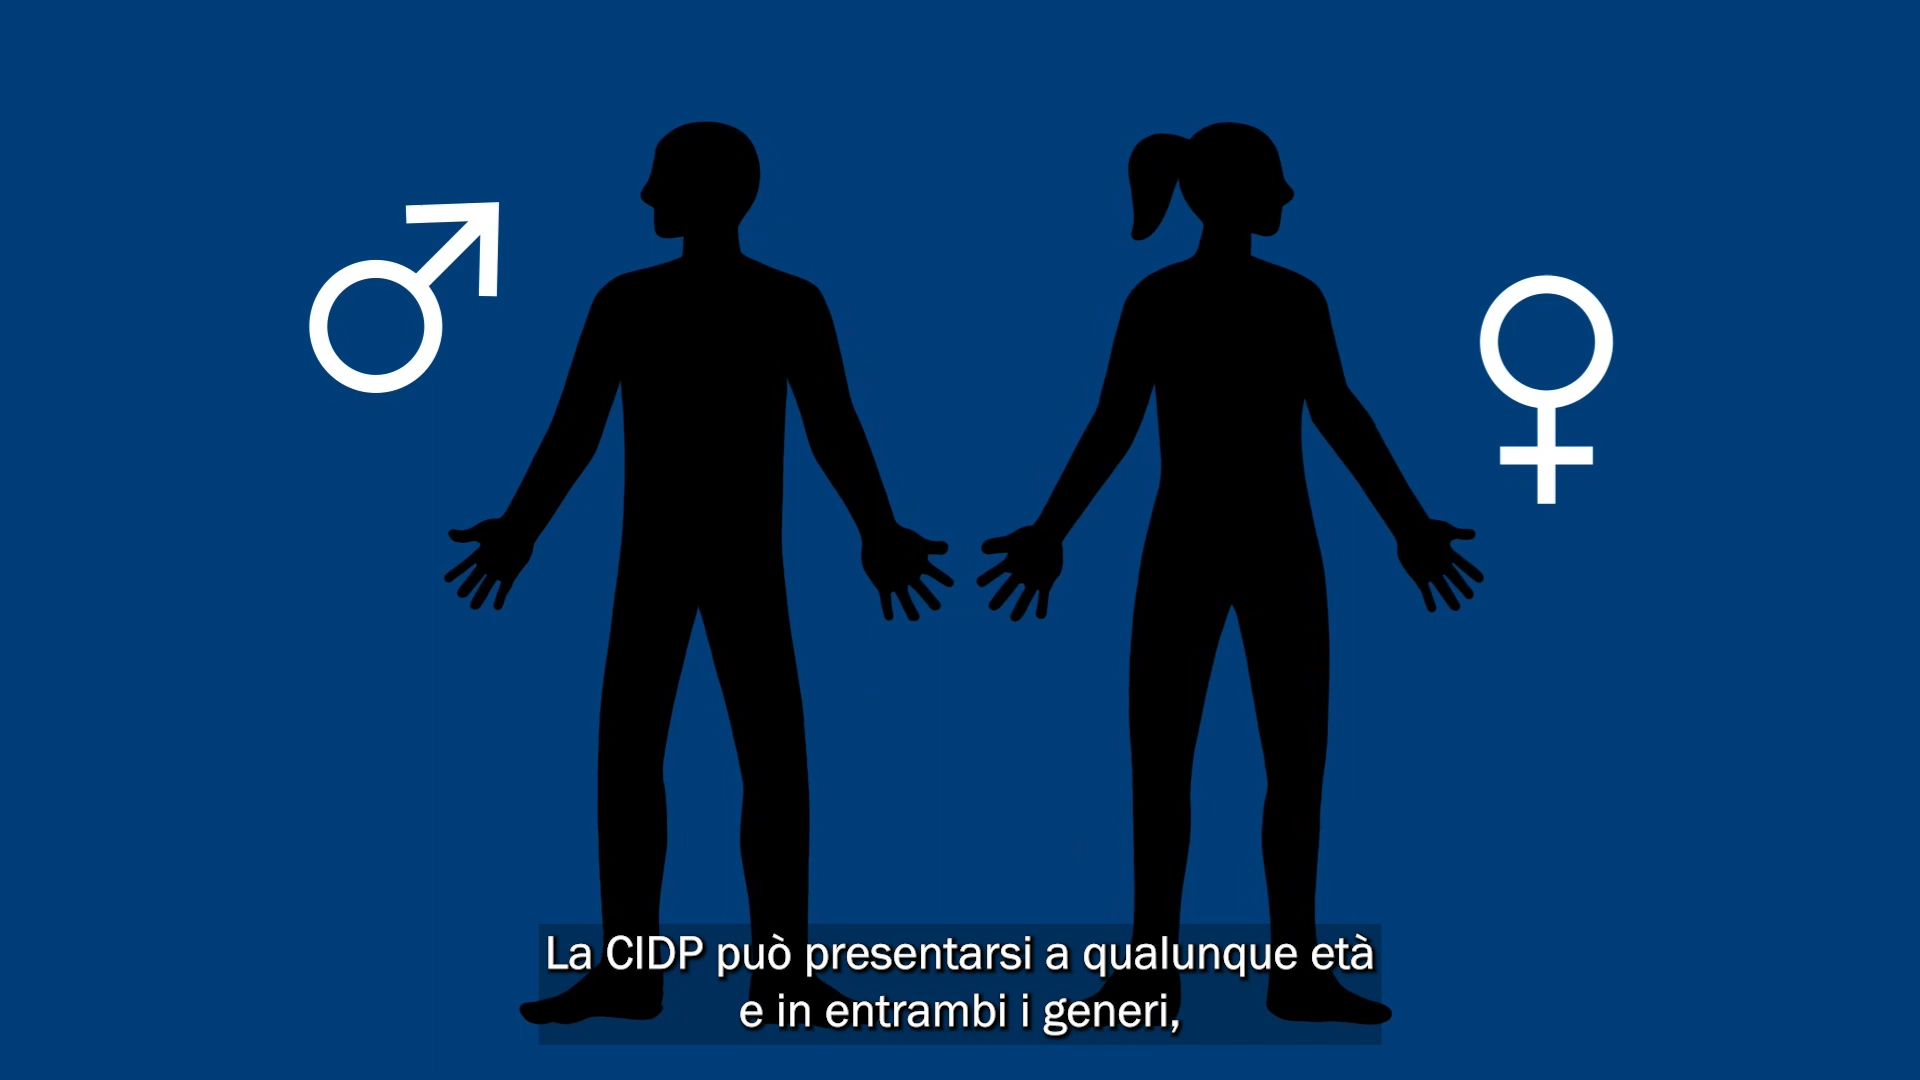 La CIDP può presentarsi a qualunque età
e in entrambi i generi,